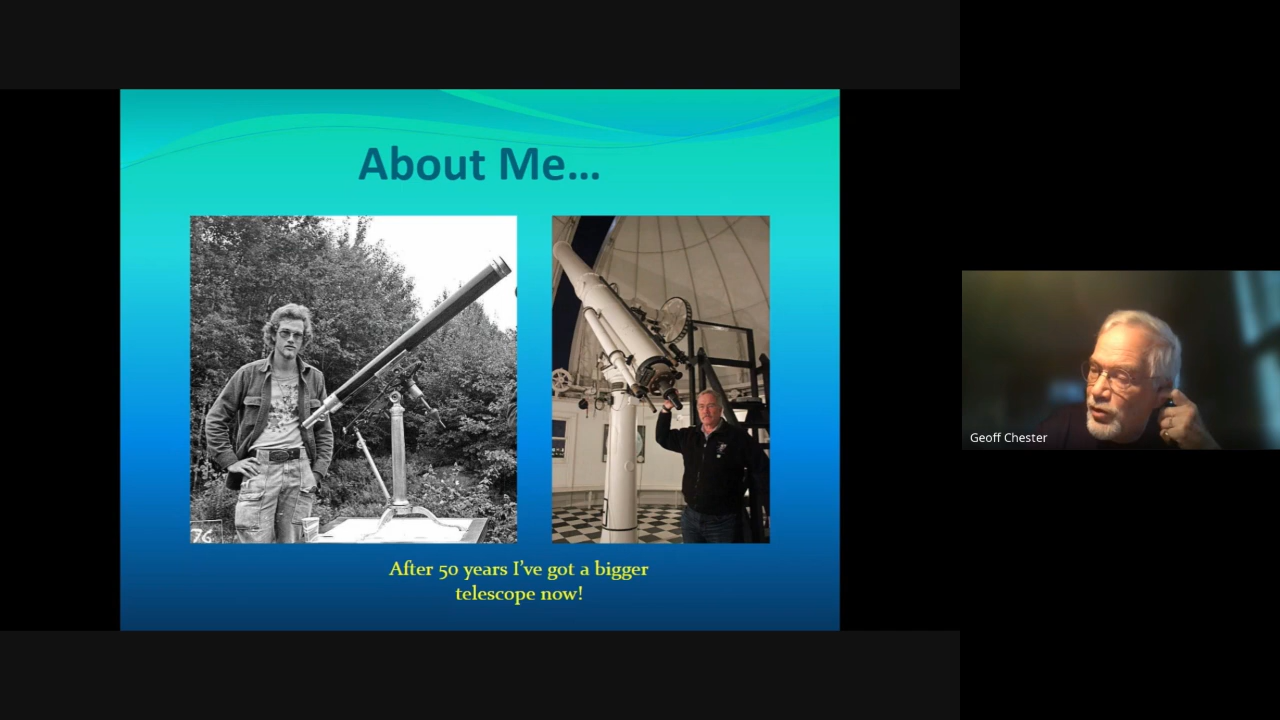 About Me...
76
After 50 years I've got a bigger
telescope now!
Geoff Chester